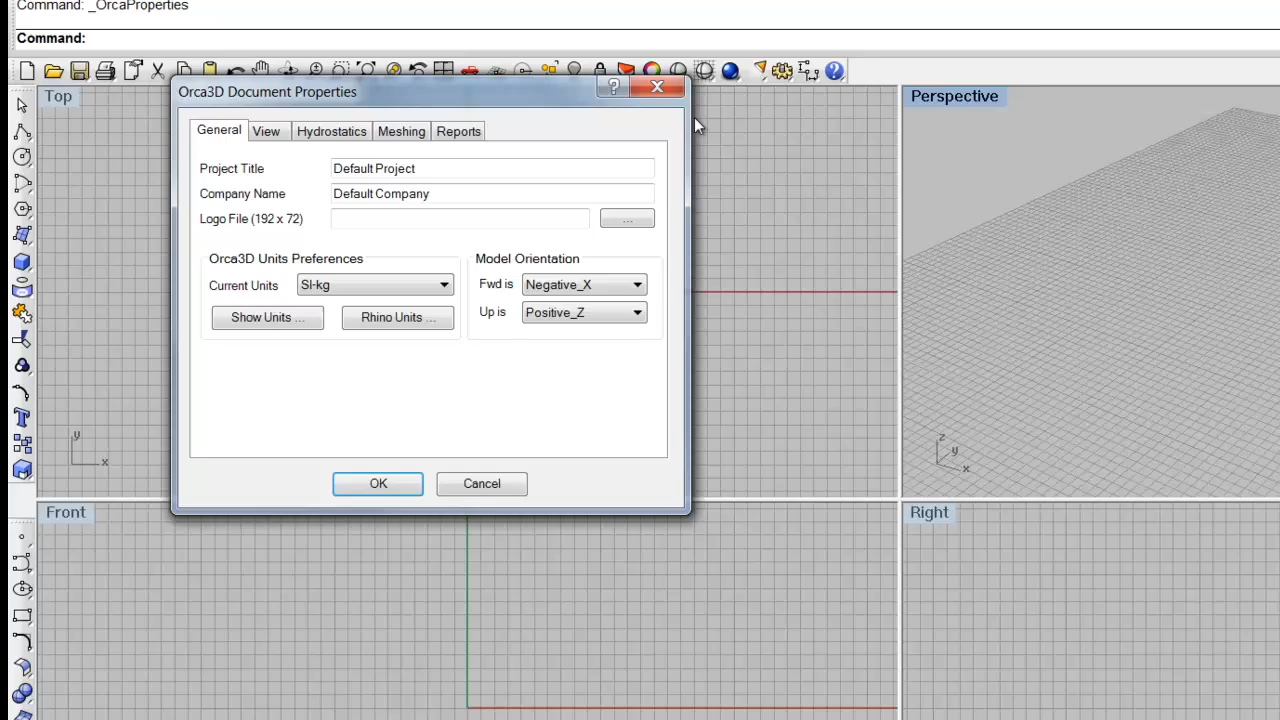 Command: _OrcaProperties
Command:
Top
Perspective
Orca3D Document Properties
General View Hydrostatics Meshing Reports
Project Title Default Project
Company Name Default Company
Logo File (192 x 72) ...
Orca3D Units Preferences Model Orientation
Current Units SI-kg Fwd is Negative_X
Show Units ... Rhino Units ... Up is Positive_Z
OK Cancel
y
x
z
y
x
Front
Right